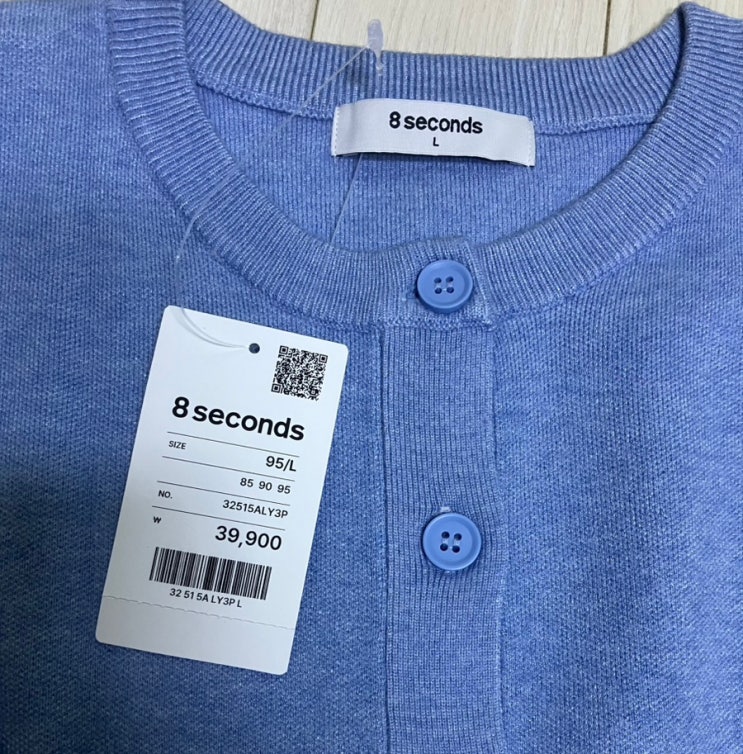 8 seconds
L
8 seconds
SIZE
95/L
85 90 95
NO.
32515ALY3P
₩
39,900
32 51 5A LY3P L